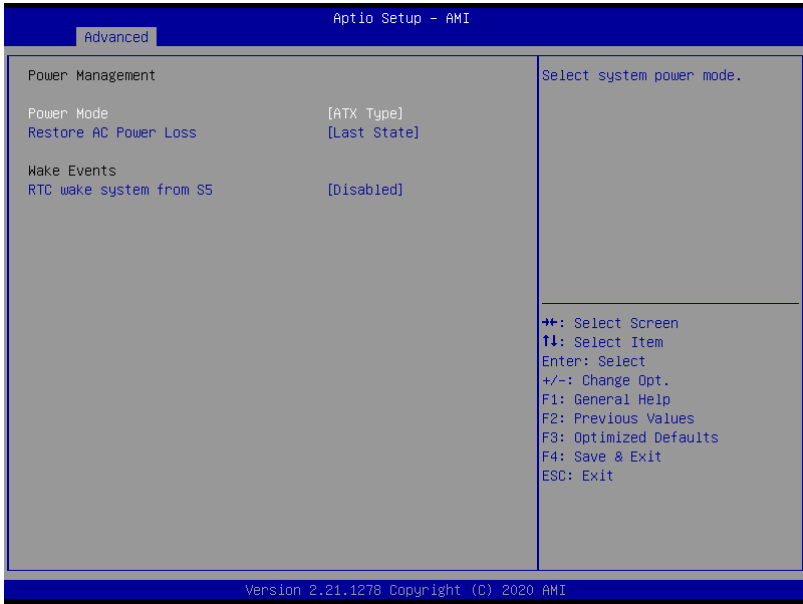 Aptio Setup – AMI
Advanced
Power Management
Power Mode [ATX Type]
Restore AC Power Loss [Last State]
Wake Events
RTC wake system from S5 [Disabled]
Select system power mode.
→←: Select Screen
↑↓: Select Item
Enter: Select
+/-: Change Opt.
F1: General Help
F2: Previous Values
F3: Optimized Defaults
F4: Save & Exit
ESC: Exit
Version 2.21.1278 Copyright (C) 2020 AMI